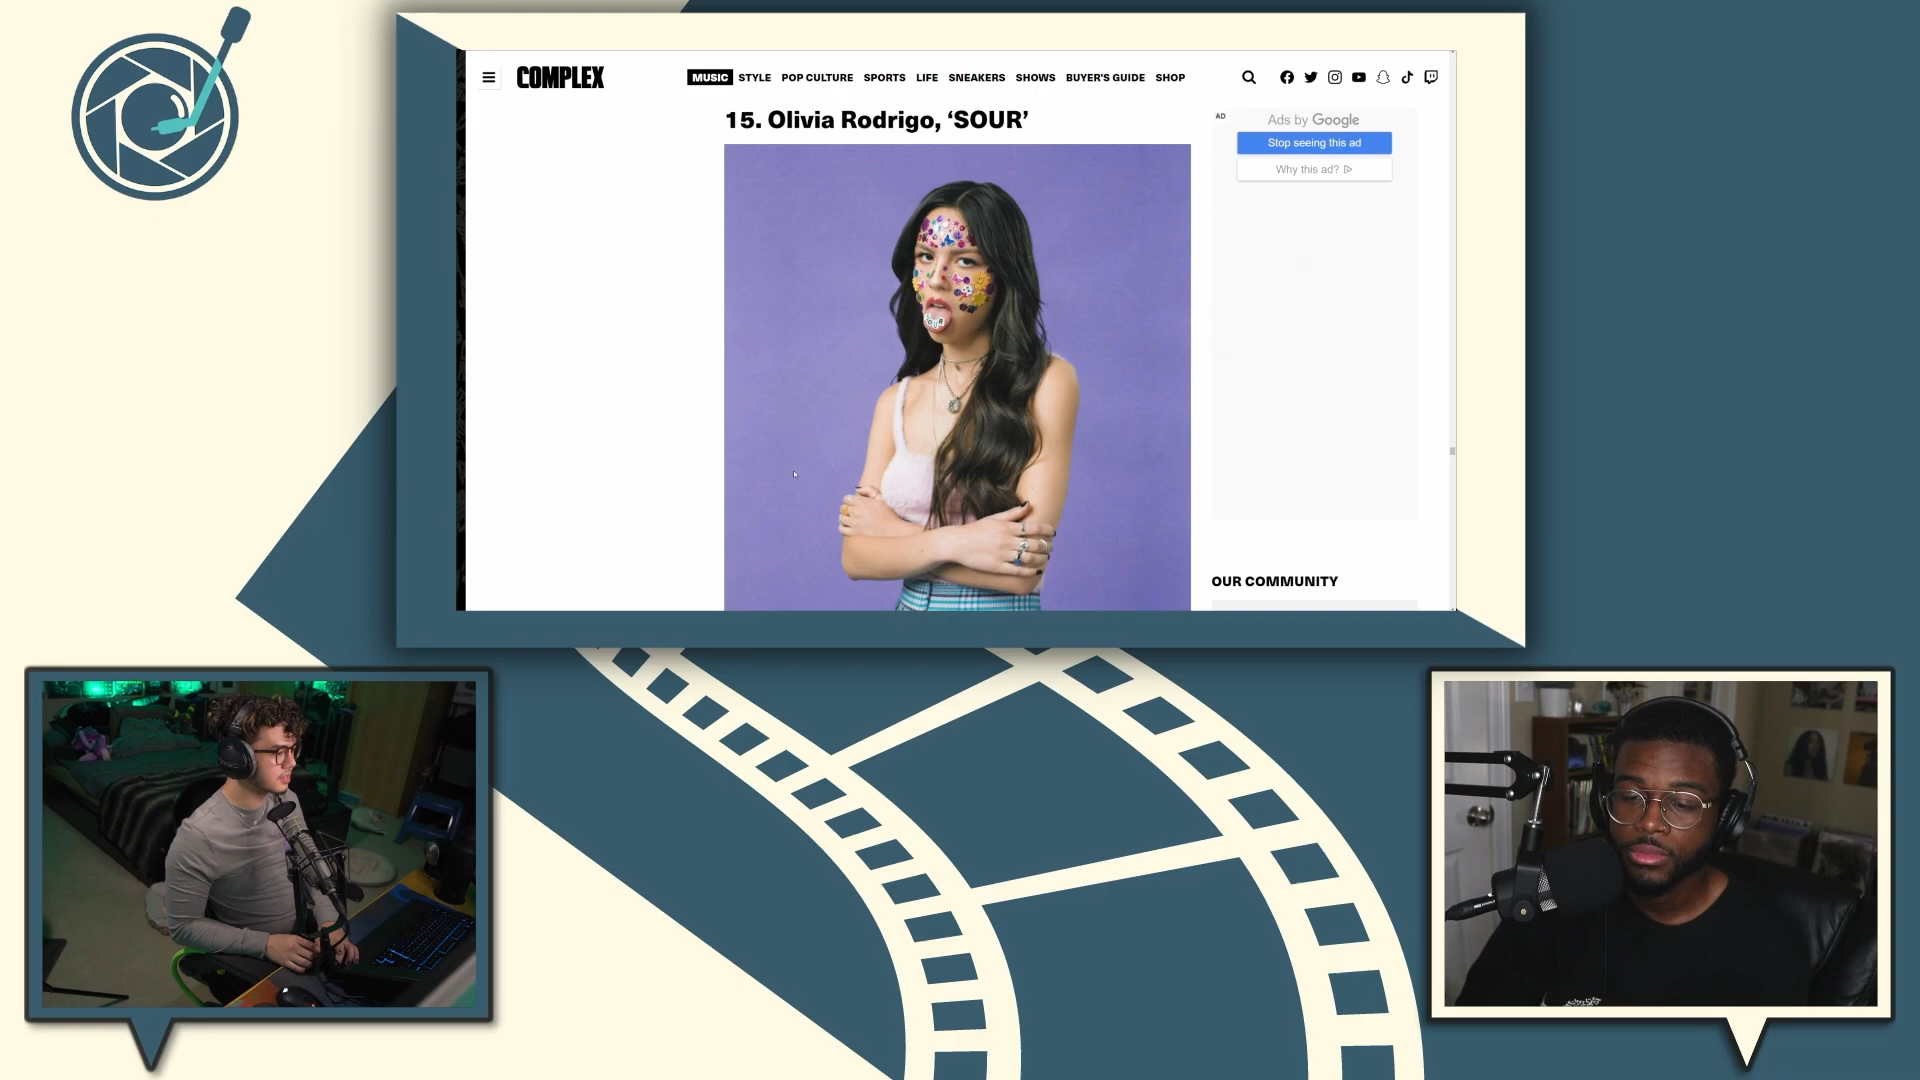 COMPLEX
MUSIC STYLE POP CULTURE SPORTS LIFE SNEAKERS SHOWS BUYER'S GUIDE SHOP
15. Olivia Rodrigo, ‘SOUR’
SOUR
AD
Ads by Google
Stop seeing this ad
Why this ad?
OUR COMMUNITY